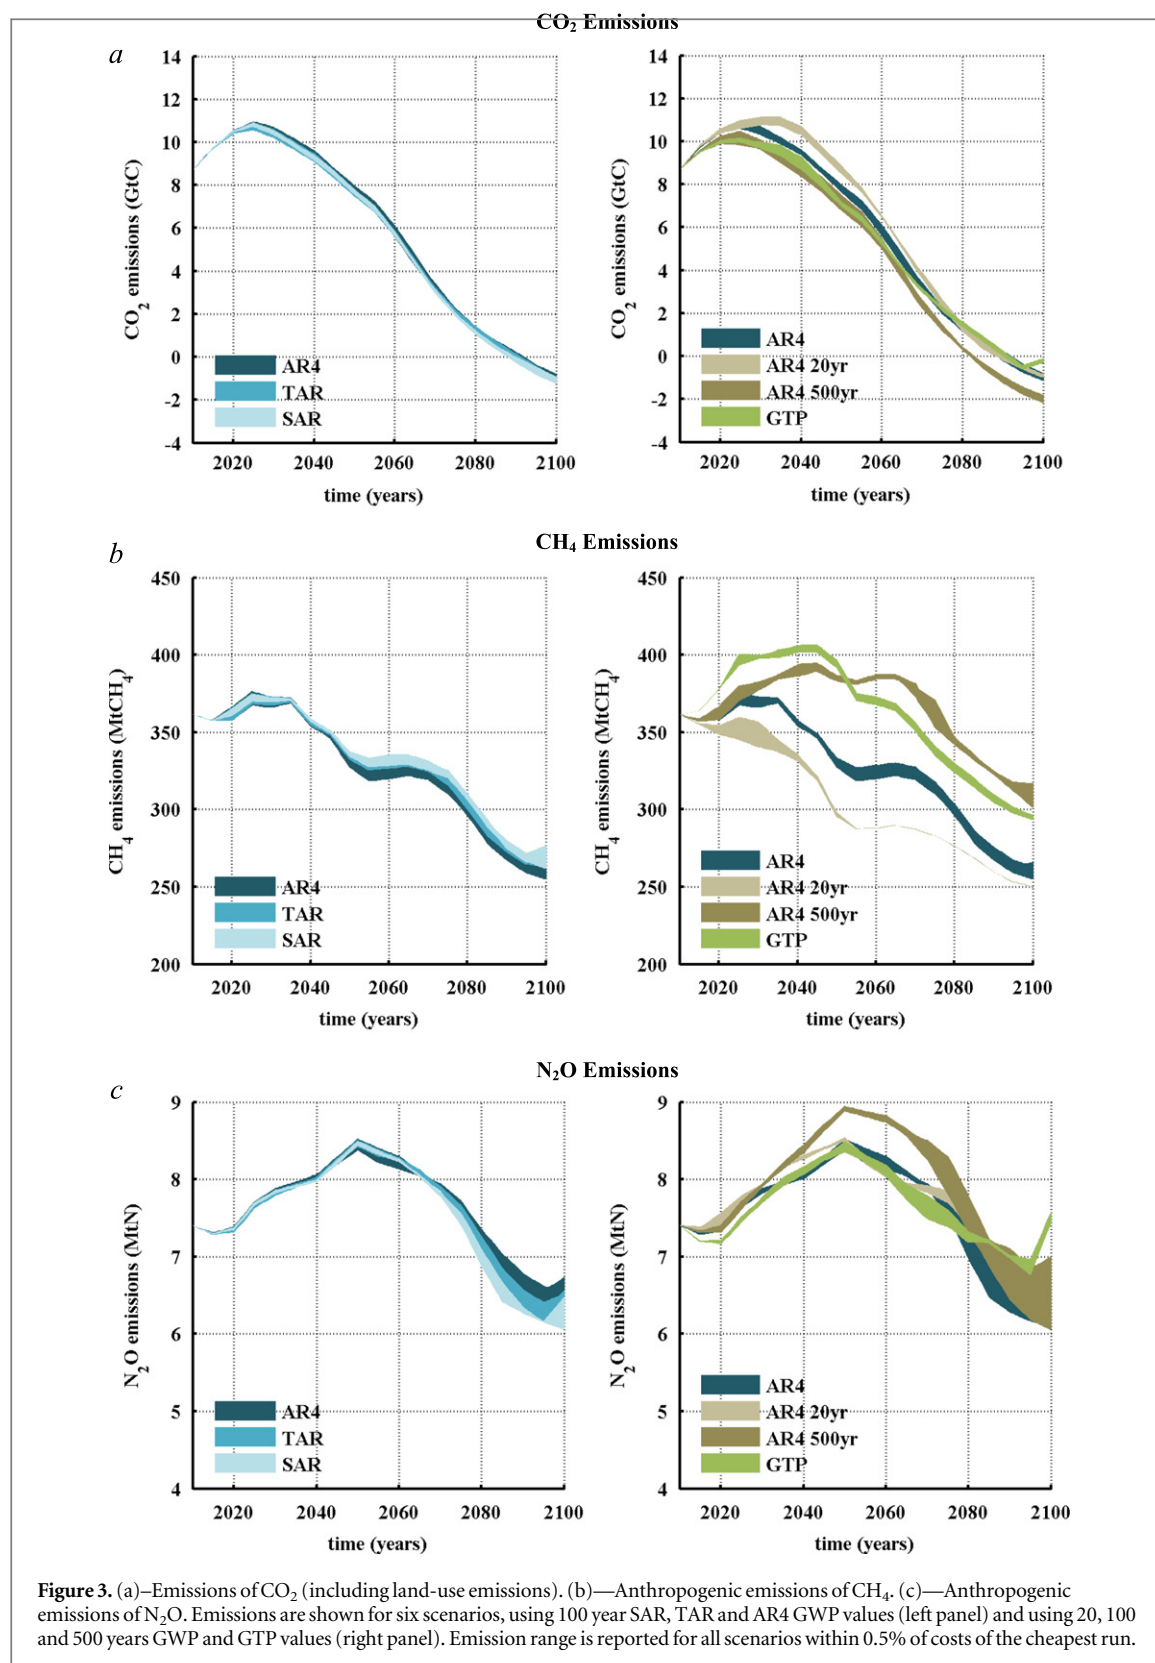 CO₂ Emissions
a
CO₂ emissions (GtC)
14
12
10
8
6
4
2
0
-2
-4
AR4
TAR
SAR
2020 2040 2060 2080 2100
time (years)
CO₂ emissions (GtC)
14
12
10
8
6
4
2
0
-2
-4
AR4
AR4 20yr
AR4 500yr
GTP
2020 2040 2060 2080 2100
time (years)
CH₄ Emissions
b
CH₄ emissions (MtCH₄)
450
400
350
300
250
200
AR4
TAR
SAR
2020 2040 2060 2080 2100
time (years)
CH₄ emissions (MtCH₄)
450
400
350
300
250
200
AR4
AR4 20yr
AR4 500yr
GTP
2020 2040 2060 2080 2100
time (years)
N₂O Emissions
c
N₂O emissions (MtN)
9
8
7
6
5
4
AR4
TAR
SAR
2020 2040 2060 2080 2100
time (years)
N₂O emissions (MtN)
9
8
7
6
5
4
AR4
AR4 20yr
AR4 500yr
GTP
2020 2040 2060 2080 2100
time (years)
Figure 3. (a)–Emissions of CO₂ (including land-use emissions). (b)—Anthropogenic emissions of CH₄. (c)—Anthropogenic
emissions of N₂O. Emissions are shown for six scenarios, using 100 year SAR, TAR and AR4 GWP values (left panel) and using 20, 100
and 500 years GWP and GTP values (right panel). Emission range is reported for all scenarios within 0.5% of costs of the cheapest run.